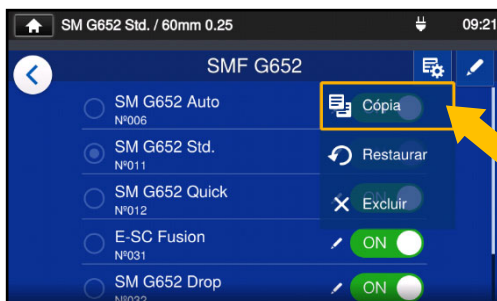 SM G652 Std. / 60mm 0.25 09:21
SMF G652
SM G652 Auto
Nº006
Cópia
SM G652 Std.
Nº011
Restaurar
SM G652 Quick
Nº012
Excluir
E-SC Fusion
Nº031
ON
SM G652 Drop
Nº032
ON